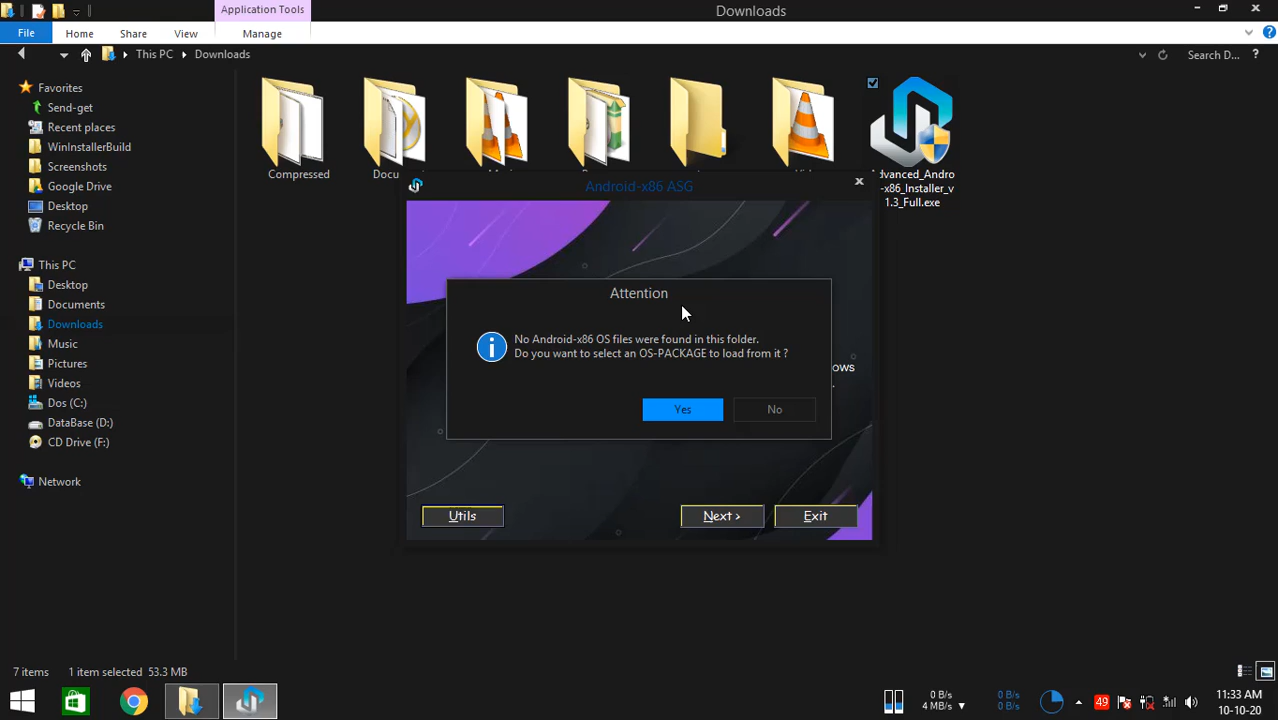 Application Tools
Downloads
File
Home
Share
View
Manage
This PC
Downloads
Search D...
Favorites
Send-get
Recent places
WinInstallerBuild
Screenshots
Google Drive
Desktop
Recycle Bin
This PC
Desktop
Documents
Downloads
Music
Pictures
Videos
Dos (C:)
DataBase (D:)
CD Drive (F:)
Network
Compressed
Docu
dvanced_Andro
-x86_Installer_v
1.3_Full.exe
Android-x86 ASG
Attention
No Android-x86 OS files were found in this folder.
Do you want to select an OS-PACKAGE to load from it ?
ows
Yes
No
Utils
Next >
Exit
7 items
1 item selected 53.3 MB
0 B/s
4 MB/s
0 B/s
0 B/s
49
11:33 AM
10-10-20